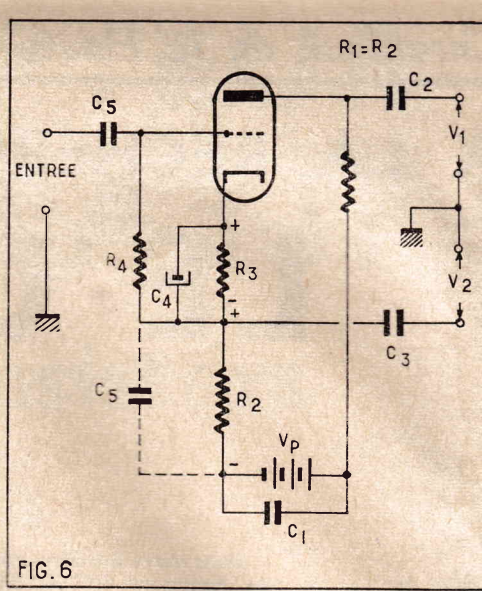 R1=R2
C5
C2
V1
ENTREE
+
R4
R3
C4
V2
-
+
C3
C5
R2
VP
-
C1
FIG.6